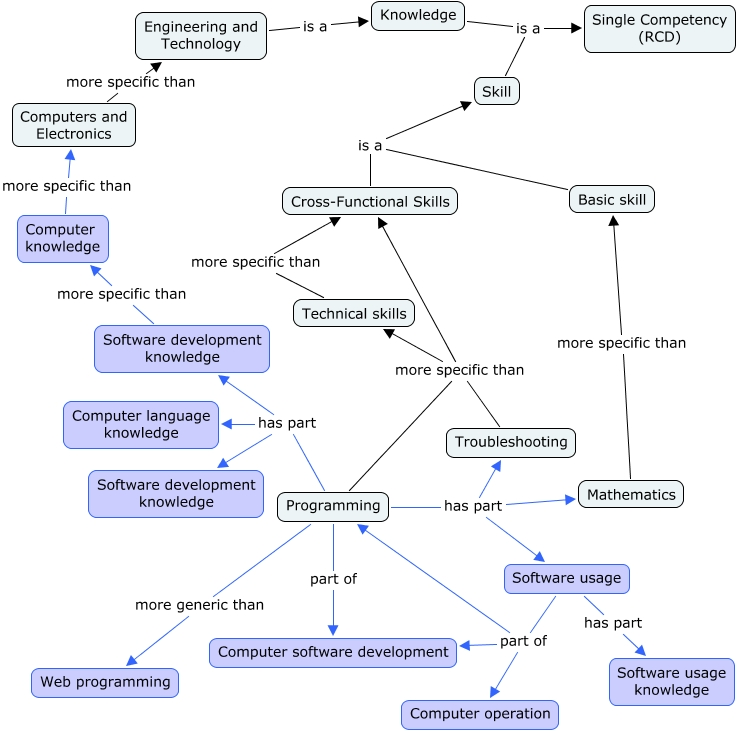 Knowledge
Single Competency
(RCD)
Engineering and
Technology
is a
is a
more specific than
Skill
Computers and
Electronics
is a
more specific than
Cross-Functional Skills
Basic skill
Computer
knowledge
more specific than
more specific than
Technical skills
Software development
knowledge
more specific than
more specific than
Computer language
knowledge
has part
Troubleshooting
Software development
knowledge
Programming
has part
Mathematics
Software usage
part of
more generic than
has part
Computer software development
part of
Web programming
Software usage
knowledge
Computer operation